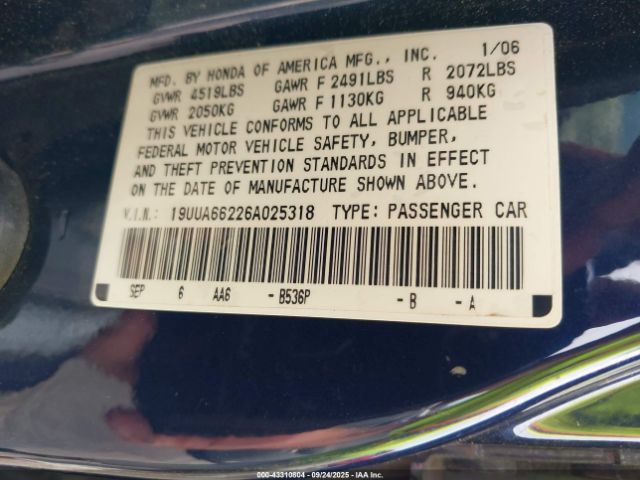 MFD. BY HONDA OF AMERICA MFG., INC. 1/06
GVWR 4519LBS GAWR F 2491LBS R 2072LBS
GVWR 2050KG GAWR F 1130KG R 940KG
THIS VEHICLE CONFORMS TO ALL APPLICABLE
FEDERAL MOTOR VEHICLE SAFETY, BUMPER,
AND THEFT PREVENTION STANDARDS IN EFFECT
ON THE DATE OF MANUFACTURE SHOWN ABOVE.
V.I.N.: 19UUA66226A025318 TYPE: PASSENGER CAR
SEP 6 AA6 -B536P -B -A
000-43310804 - 09/24/2025 - IAA Inc.